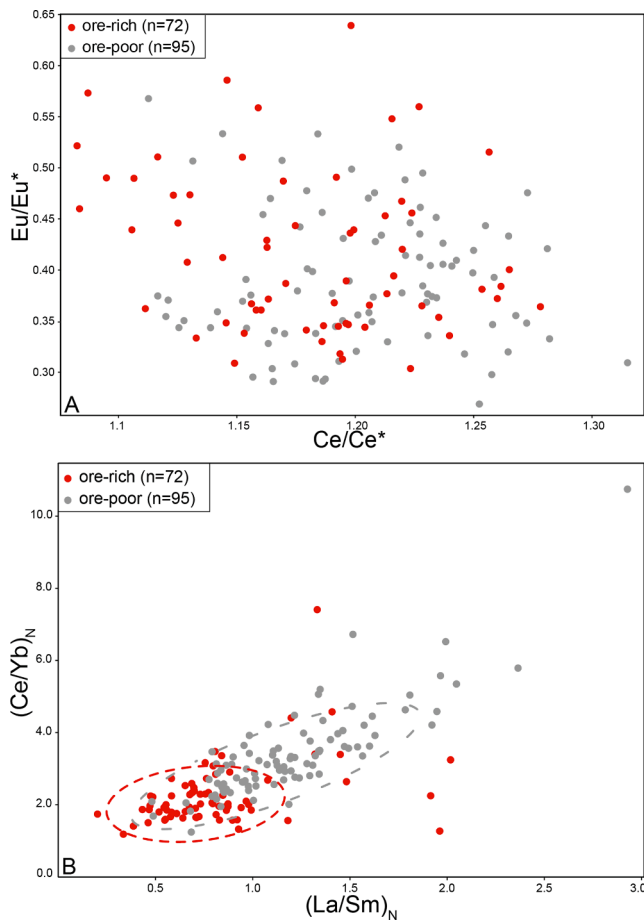 0.65
ore-rich (n=72)
ore-poor (n=95)
0.60
0.55
0.50
Eu/Eu*
0.45
0.40
0.35
0.30
A
1.1
1.15
1.20
1.25
1.30
Ce/Ce*
ore-rich (n=72)
ore-poor (n=95)
10.0
8.0
(Ce/Yb)N
6.0
4.0
2.0
0.0
B
0.5
1.0
1.5
2.0
2.5
3.0
(La/Sm)N